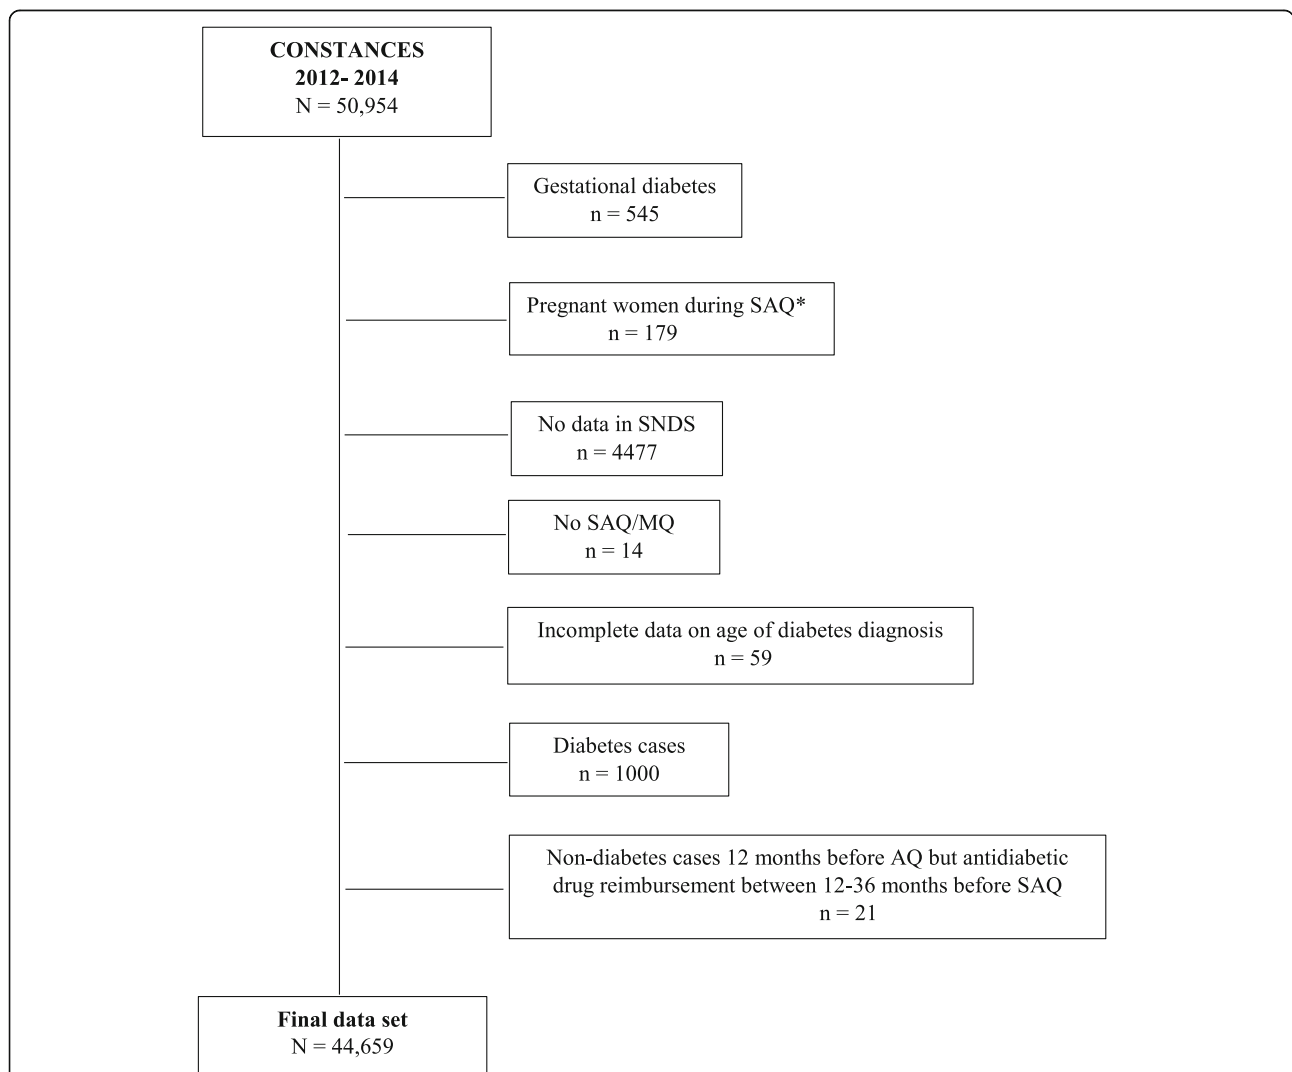 CONSTANCES
2012- 2014
N = 50,954
Gestational diabetes
n = 545
Pregnant women during SAQ*
n = 179
No data in SNDS
n = 4477
No SAQ/MQ
n = 14
Incomplete data on age of diabetes diagnosis
n = 59
Diabetes cases
n = 1000
Non-diabetes cases 12 months before AQ but antidiabetic
drug reimbursement between 12-36 months before SAQ
n = 21
Final data set
N = 44,659